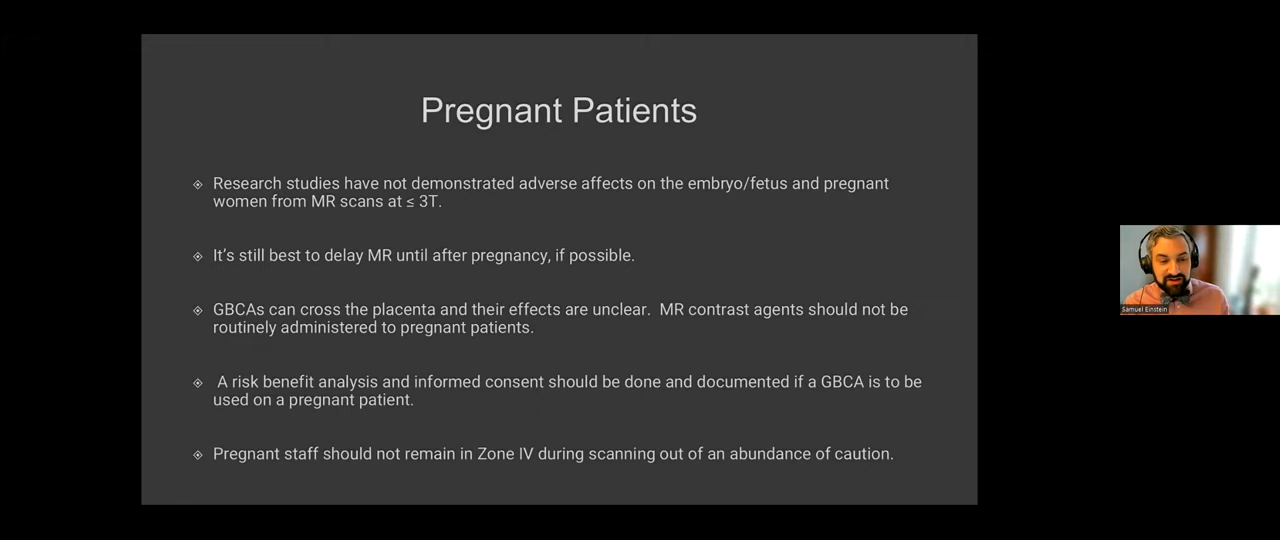 Pregnant Patients
Research studies have not demonstrated adverse affects on the embryo/fetus and pregnant
women from MR scans at ≤ 3T.
It's still best to delay MR until after pregnancy, if possible.
GBCAs can cross the placenta and their effects are unclear.  MR contrast agents should not be
routinely administered to pregnant patients.
A risk benefit analysis and informed consent should be done and documented if a GBCA is to be
used on a pregnant patient.
Pregnant staff should not remain in Zone IV during scanning out of an abundance of caution.
Samuel Einstein